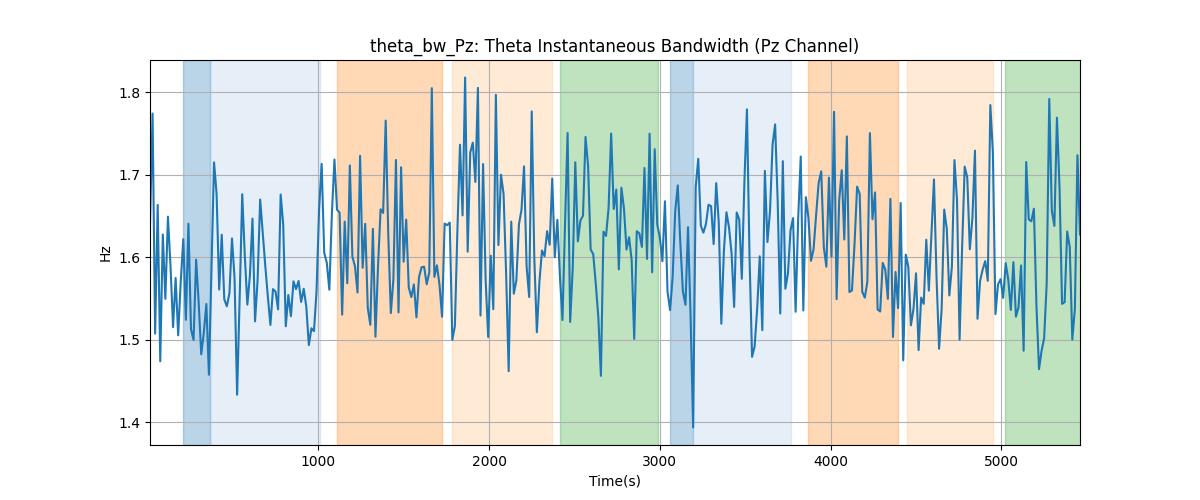 theta_bw_Pz: Theta Instantaneous Bandwidth (Pz Channel)
Hz
1.8
1.7
1.6
1.5
1.4
1000 2000 3000 4000 5000
Time(s)